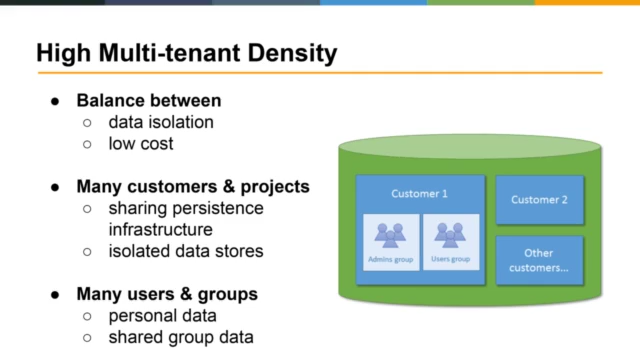 High Multi-tenant Density
● Balance between
○ data isolation
○ low cost
● Many customers & projects
○ sharing persistence
infrastructure
○ isolated data stores
● Many users & groups
○ personal data
○ shared group data
Customer 1
Admins group
Users group
Customer 2
Other
customers...